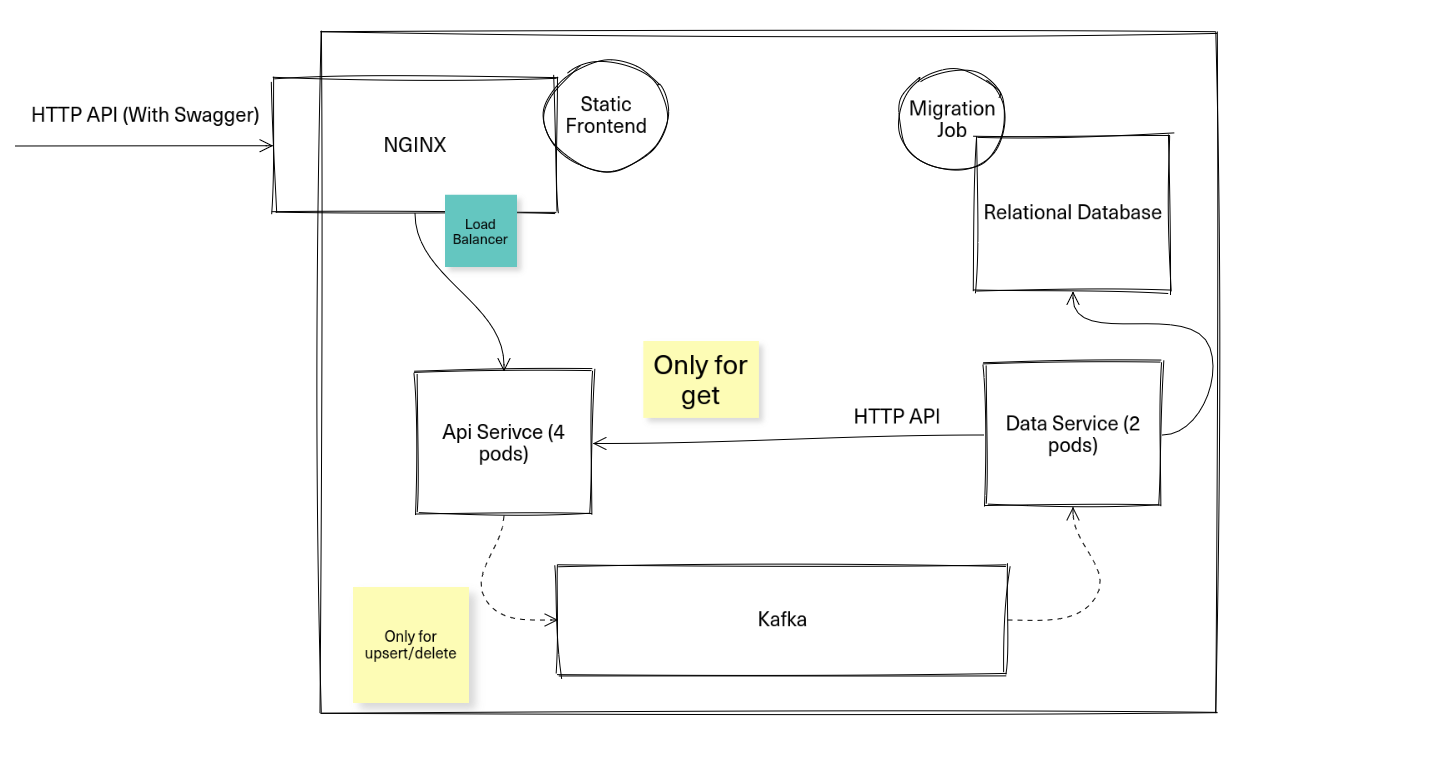 HTTP API (With Swagger)
NGINX
Static
Frontend
Migration
Job
Load
Balancer
Relational Database
Only for
get
HTTP API
Api Serivce (4
pods)
Data Service (2
pods)
Kafka
Only for
upsert/delete